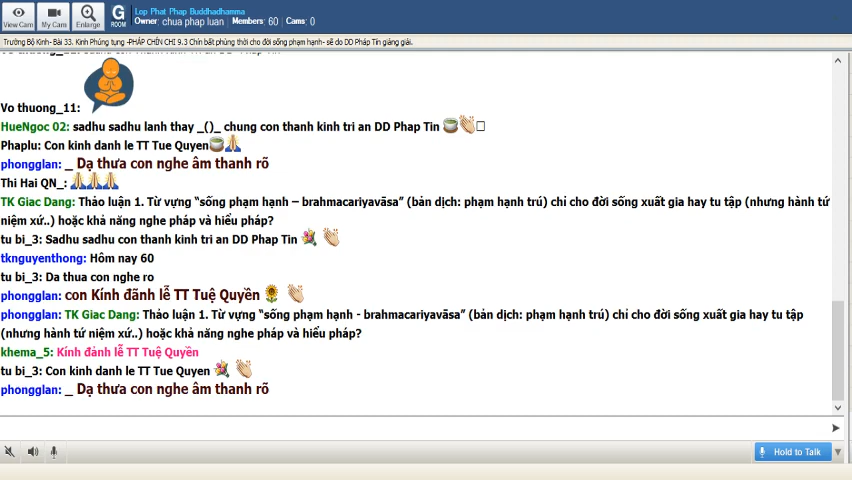 Lop Phat Phap Buddhadhamma
Owner: chua phap luan | Members: 60 | Cams: 0
View Cam
My Cam
Enlarge
G
ROOM
Trường Bộ Kinh- Bài 33. Kinh Phúng tụng -PHÁP CHÍN CHI 9.3 Chín bất phùng thời cho đời sống phạm hạnh- sẽ do DD Pháp Tín giảng giải.
Vo thuong_11:
HueNgoc 02: sadhu sadhu lanh thay _()_ chung con thanh kinh tri an DD Phap Tin
Phaplu: Con kinh danh le TT Tue Quyen
phongglan: _ Dạ thưa con nghe âm thanh rõ
Thi Hai QN_:
TK Giac Dang: Thảo luận 1. Từ vựng “sống phạm hạnh – brahmacariyavāsa” (bản dịch: phạm hạnh trú) chỉ cho đời sống xuất gia hay tu tập (nhưng hành tứ
niệm xứ..) hoặc khả năng nghe pháp và hiểu pháp?
tu bi_3: Sadhu sadhu con thanh kinh tri an DD Phap Tin
tknguyenthong: Hôm nay 60
tu bi_3: Da thua con nghe ro
phongglan: con Kính đãnh lễ TT Tuệ Quyền
phongglan: TK Giac Dang: Thảo luận 1. Từ vựng “sống phạm hạnh - brahmacariyavāsa” (bản dịch: phạm hạnh trú) chỉ cho đời sống xuất gia hay tu tập
(nhưng hành tứ niệm xứ..) hoặc khả năng nghe pháp và hiểu pháp?
khema_5: Kính đảnh lễ TT Tuệ Quyền
tu bi_3: Con kinh danh le TT Tue Quyen
phongglan: _ Dạ thưa con nghe âm thanh rõ
Hold to Talk